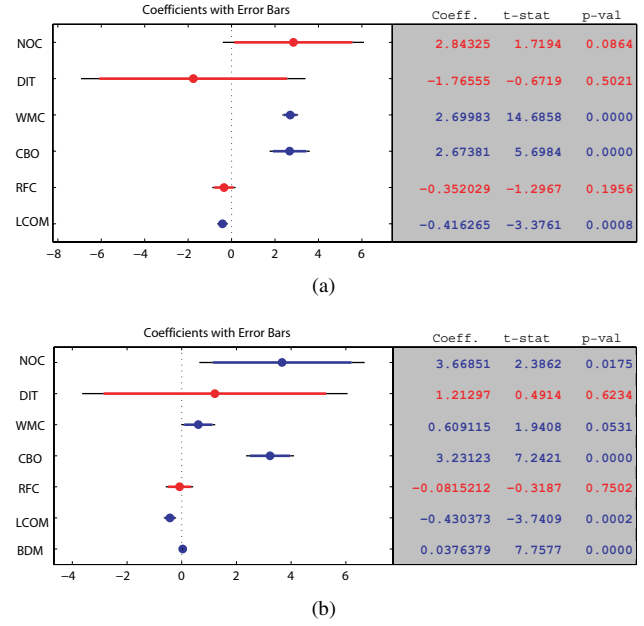 Coefficients with Error Bars
Coeff. t-stat p-val
NOC 2.84325 1.7194 0.0864
DIT -1.76555 -0.6719 0.5021
WMC 2.69983 14.6858 0.0000
CBO 2.67381 5.6984 0.0000
RFC -0.352029 -1.2967 0.1956
LCOM -0.416265 -3.3761 0.0008
−8 −6 −4 −2 0 2 4 6
(a)
Coefficients with Error Bars
Coeff. t-stat p-val
NOC 3.66851 2.3862 0.0175
DIT 1.21297 0.4914 0.6234
WMC 0.609115 1.9408 0.0531
CBO 3.23123 7.2421 0.0000
RFC -0.0815212 -0.3187 0.7502
LCOM -0.430373 -3.7409 0.0002
BDM 0.0376379 7.7577 0.0000
−4 −2 0 2 4 6
(b)